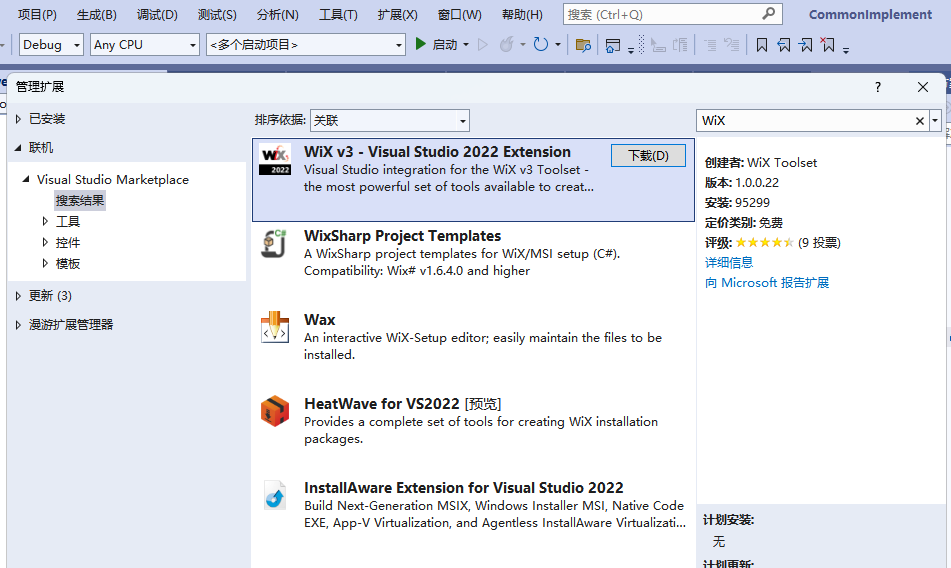 项目(P) 生成(B) 调试(D) 测试(S) 分析(N) 工具(T) 扩展(X) 窗口(W) 帮助(H) 搜索 (Ctrl+Q) CommonImplement
Debug Any CPU <多个启动项目> 启动
管理扩展
已安装
联机
Visual Studio Marketplace
搜索结果
工具
控件
模板
更新 (3)
漫游扩展管理器
排序依据: 关联
WiX v3 - Visual Studio 2022 Extension
下载(D)
Visual Studio integration for the WiX v3 Toolset -
the most powerful set of tools available to creat...
WixSharp Project Templates
A WixSharp project templates for WiX/MSI setup (C#).
Compatibility: Wix# v1.6.4.0 and higher
Wax
An interactive WiX-Setup editor; easily maintain the files to be
installed.
HeatWave for VS2022 [预览]
Provides a complete set of tools for creating WiX installation
packages.
InstallAware Extension for Visual Studio 2022
Build Next-Generation MSIX, Windows Installer MSI, Native Code
EXE, App-V Virtualization, and Agentless InstallAware Virtualizati...
WiX
创建者: WiX Toolset
版本: 1.0.0.22
安装: 95299
定价类别: 免费
评级: (9 投票)
详细信息
向 Microsoft 报告扩展
计划安装:
无
计划更新: